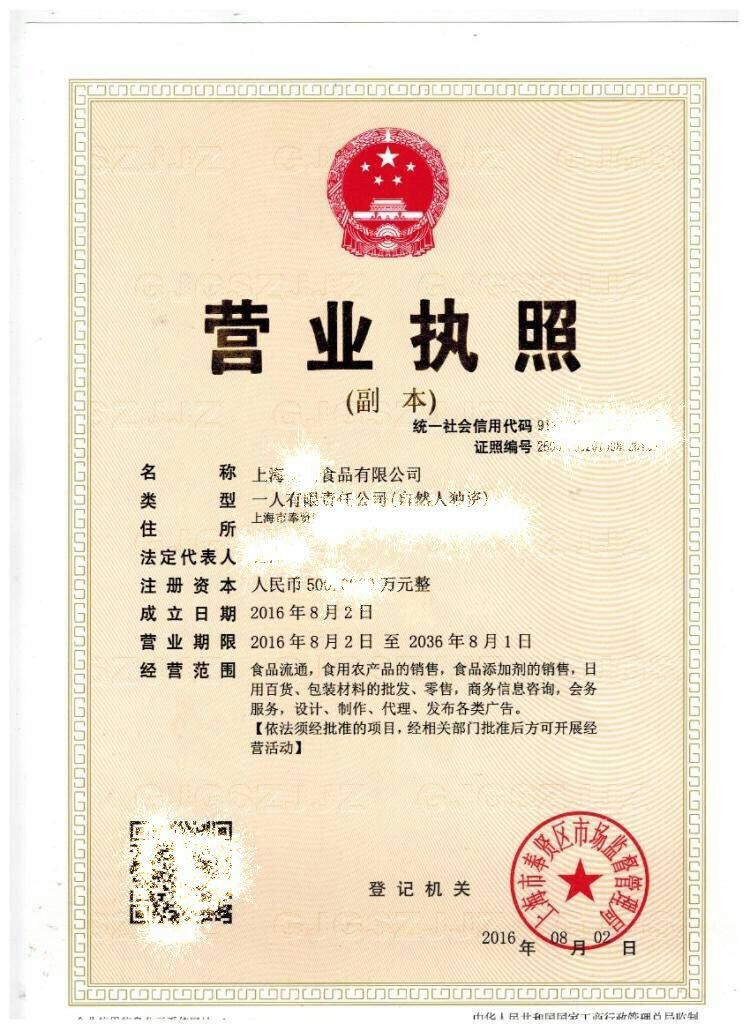 营业执照
(副 本)
统一社会信用代码 91
证照编号 26
名 称 上海 食品有限公司
类 型 一人有限责任公司(自然人独资)
住 所 上海市奉贤
法定代表人
注册资本 人民币 500. 万元整
成立日期 2016年8月2日
营业期限 2016年8月2日 至 2036年8月1日
经营范围 食品流通,食用农产品的销售,食品添加剂的销售,日
用百货、包装材料的批发、零售,商务信息咨询,会务
服务,设计、制作、代理、发布各类广告。
【依法须经批准的项目,经相关部门批准后方可开展经
营活动】
登记机关
上海市奉贤区市场监督管理局
2016年08月02日
中华人民共和国国家工商行政管理总局监制